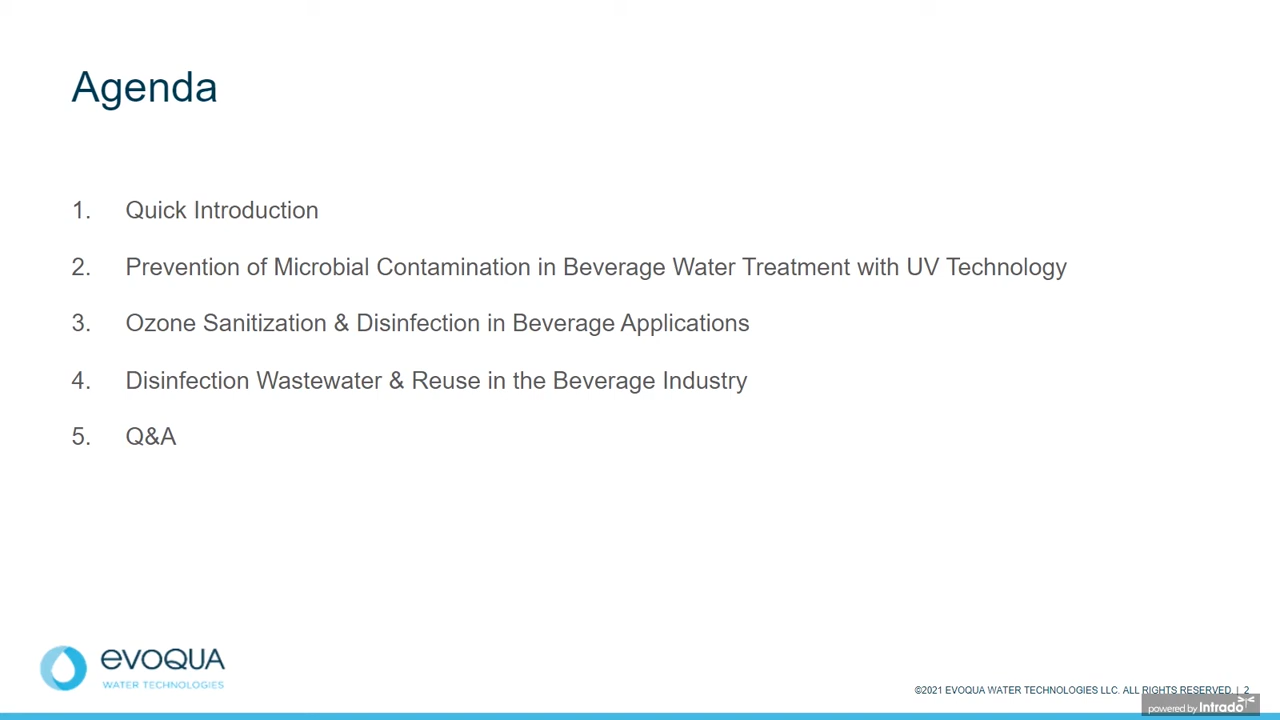 Agenda
1. Quick Introduction
2. Prevention of Microbial Contamination in Beverage Water Treatment with UV Technology
3. Ozone Sanitization & Disinfection in Beverage Applications
4. Disinfection Wastewater & Reuse in the Beverage Industry
5. Q&A
evoqua
WATER TECHNOLOGIES
©2021 EVOQUA WATER TECHNOLOGIES LLC. ALL RIGHTS RESERVED. | 2
powered by Intrado